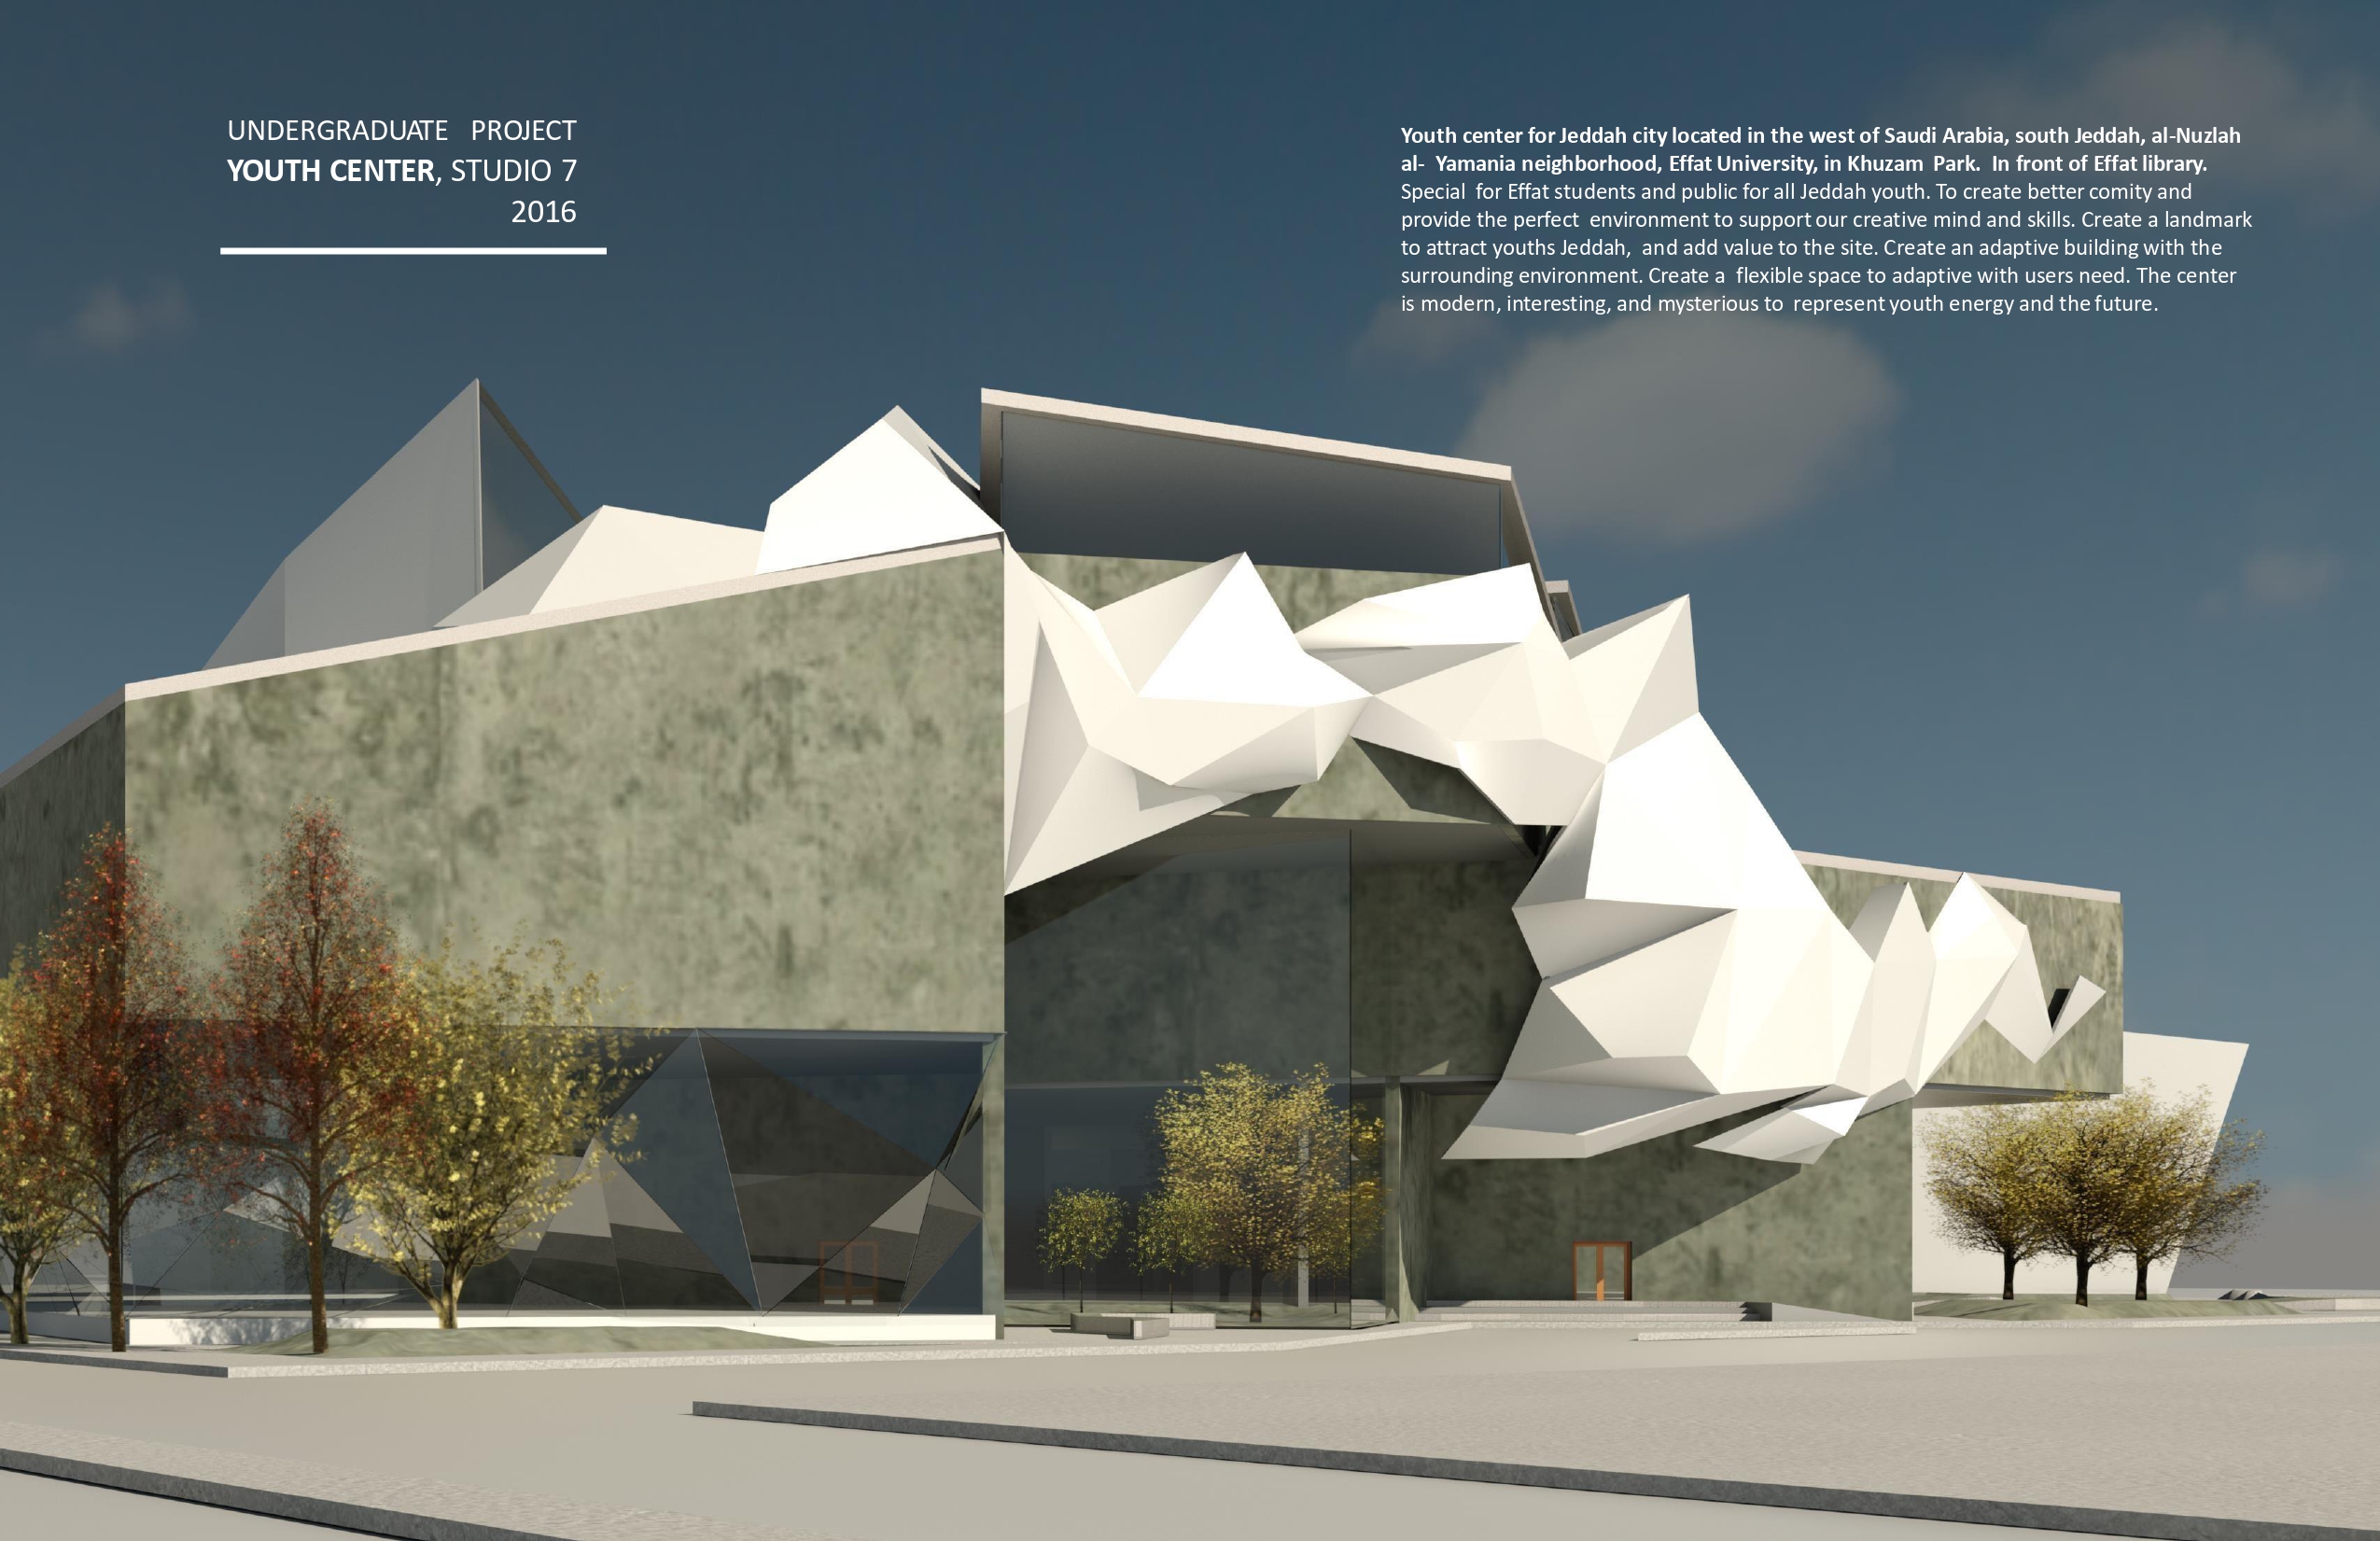 UNDERGRADUATE PROJECT
YOUTH CENTER, STUDIO 7
2016
Youth center for Jeddah city located in the west of Saudi Arabia, south Jeddah, al-Nuzlah
al- Yamania neighborhood, Effat University, in Khuzam Park. In front of Effat library.
Special for Effat students and public for all Jeddah youth. To create better comity and
provide the perfect environment to support our creative mind and skills. Create a landmark
to attract youths Jeddah, and add value to the site. Create an adaptive building with the
surrounding environment. Create a flexible space to adaptive with users need. The center
is modern, interesting, and mysterious to represent youth energy and the future.